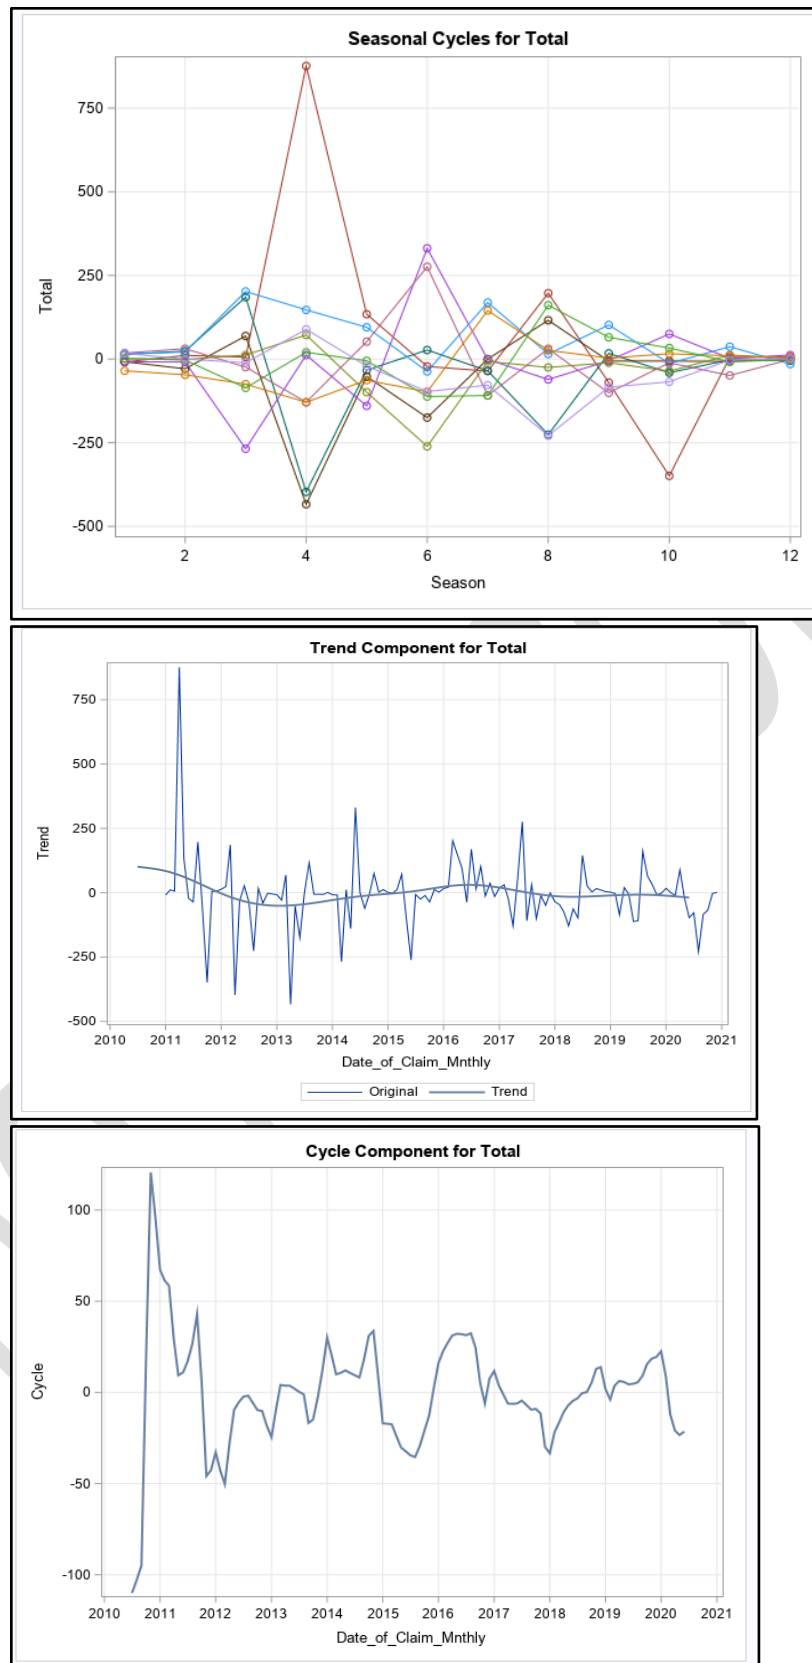 Seasonal Cycles for Total
750
500
250
0
-250
-500
Total
2 4 6 8 10 12
Season
Trend Component for Total
750
500
250
0
-250
-500
Trend
2010 2011 2012 2013 2014 2015 2016 2017 2018 2019 2020 2021
Date_of_Claim_Mnthly
Original Trend
Cycle Component for Total
100
50
0
-50
-100
Cycle
2010 2011 2012 2013 2014 2015 2016 2017 2018 2019 2020 2021
Date_of_Claim_Mnthly